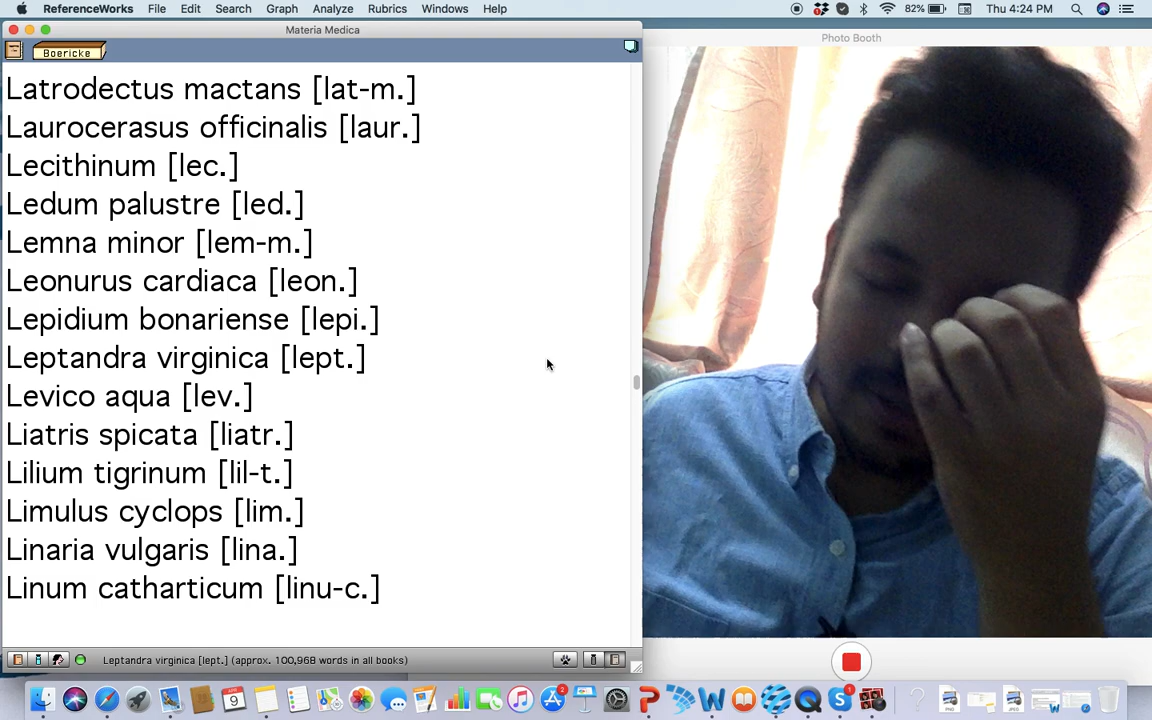 ReferenceWorks File Edit Search Graph Analyze Rubrics Windows Help 82% Thu 4:24 PM
Materia Medica
Photo Booth
Boericke
Latrodectus mactans [lat-m.]
Laurocerasus officinalis [laur.]
Lecithinum [lec.]
Ledum palustre [led.]
Lemna minor [lem-m.]
Leonurus cardiaca [leon.]
Lepidium bonariense [lepi.]
Leptandra virginica [lept.]
Levico aqua [lev.]
Liatris spicata [liatr.]
Lilium tigrinum [lil-t.]
Limulus cyclops [lim.]
Linaria vulgaris [lina.]
Linum catharticum [linu-c.]
Leptandra virginica [lept.] (approx. 100,968 words in all books)